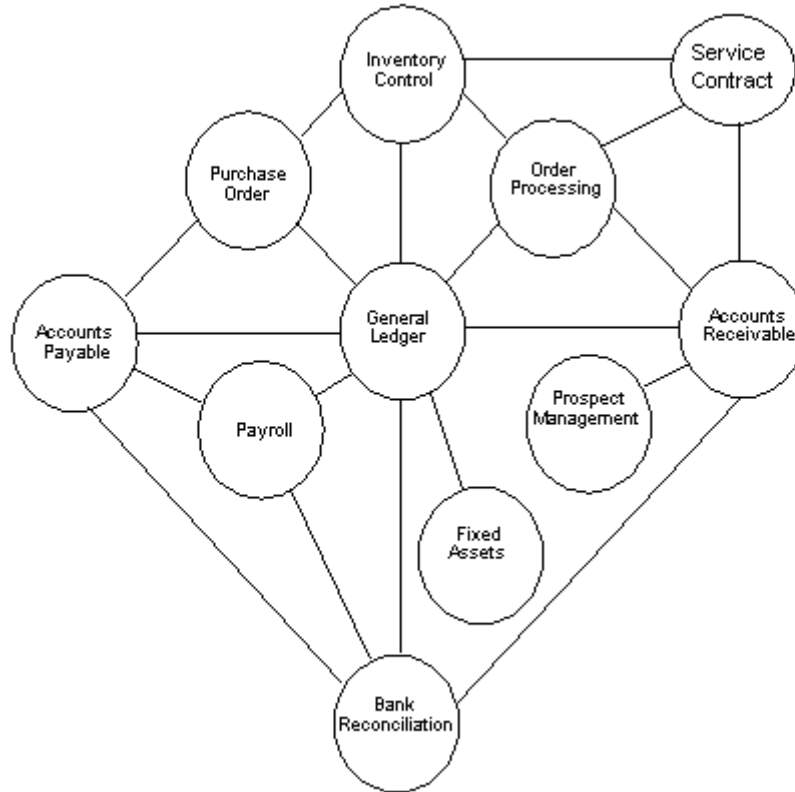 Inventory
Control
Service
Contract
Purchase
Order
Order
Processing
Accounts
Payable
General
Ledger
Accounts
Receivable
Payroll
Prospect
Management
Fixed
Assets
Bank
Reconciliation